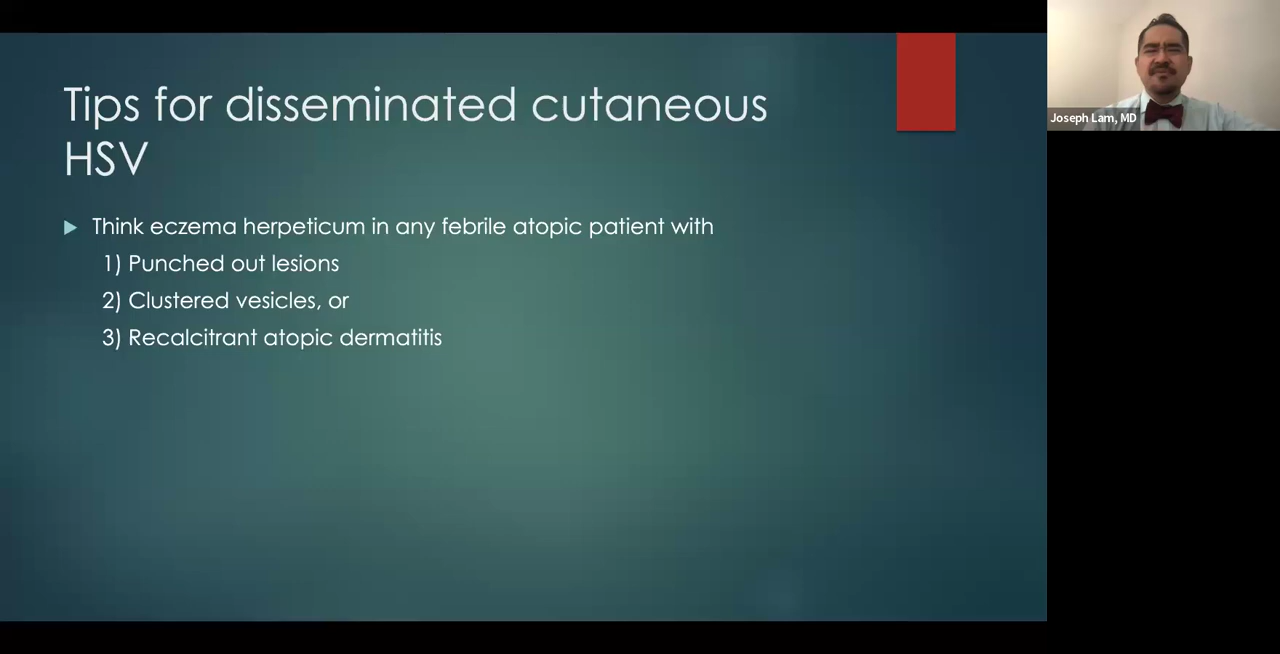 Tips for disseminated cutaneous
HSV
Think eczema herpeticum in any febrile atopic patient with
1) Punched out lesions
2) Clustered vesicles, or
3) Recalcitrant atopic dermatitis
Joseph Lam, MD